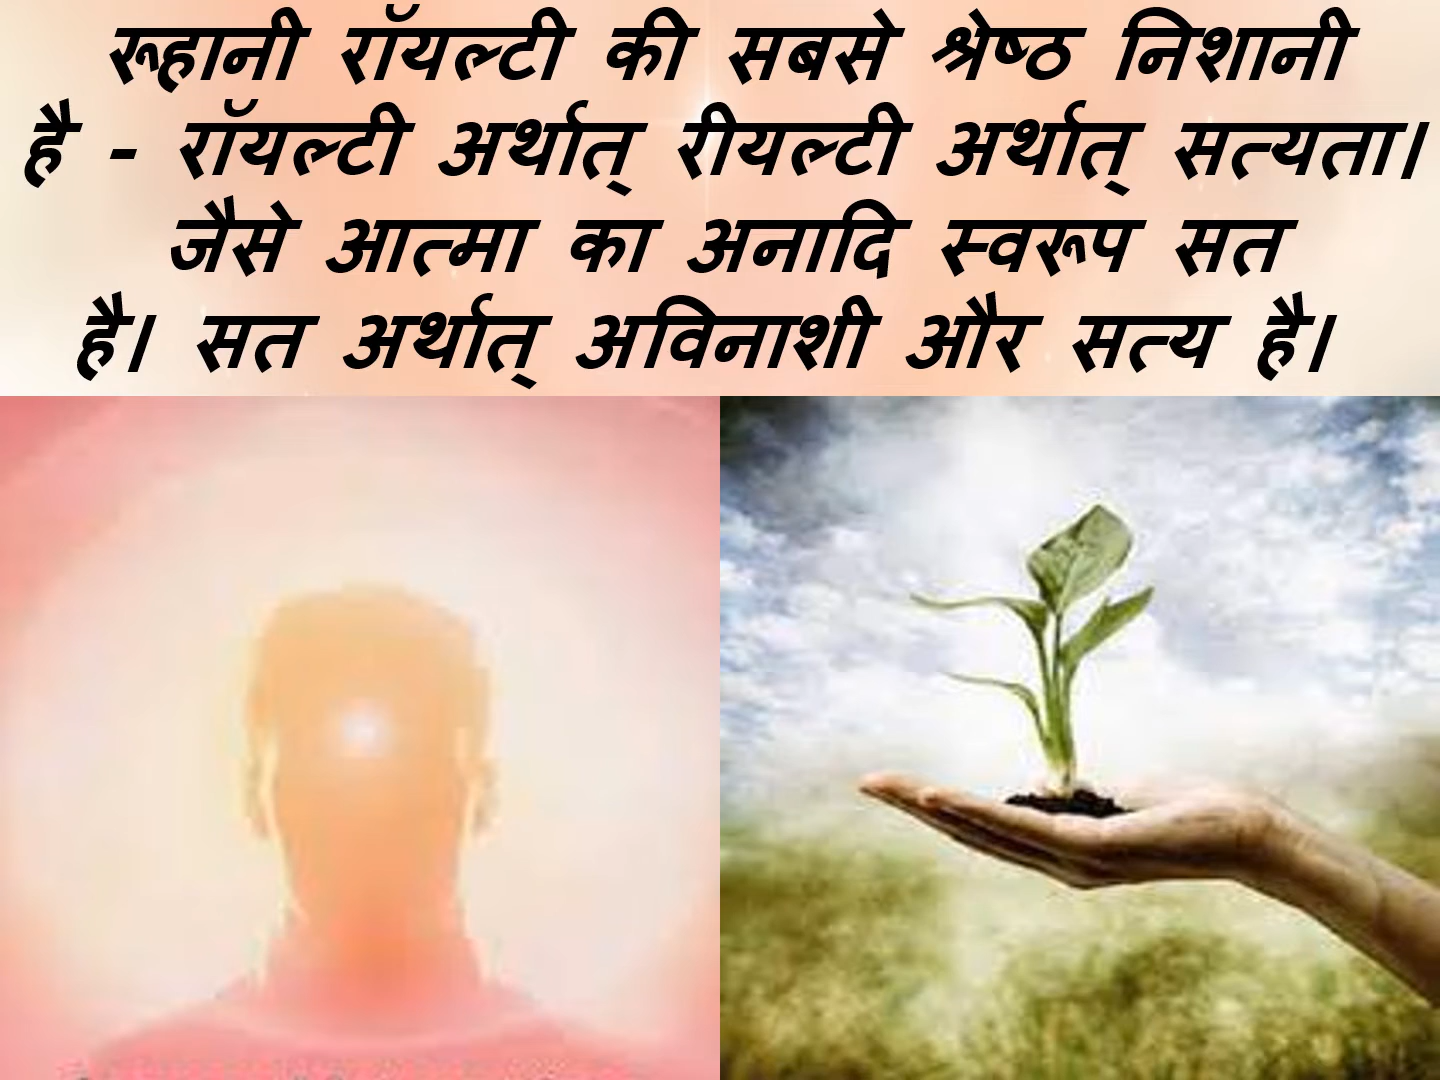 रूहानी रॉयल्टी की सबसे श्रेष्ठ निशानी
है - रॉयल्टी अर्थात् रीयल्टी अर्थात् सत्यता।
जैसे आत्मा का अनादि स्वरूप सत
है। सत अर्थात् अविनाशी और सत्य है।